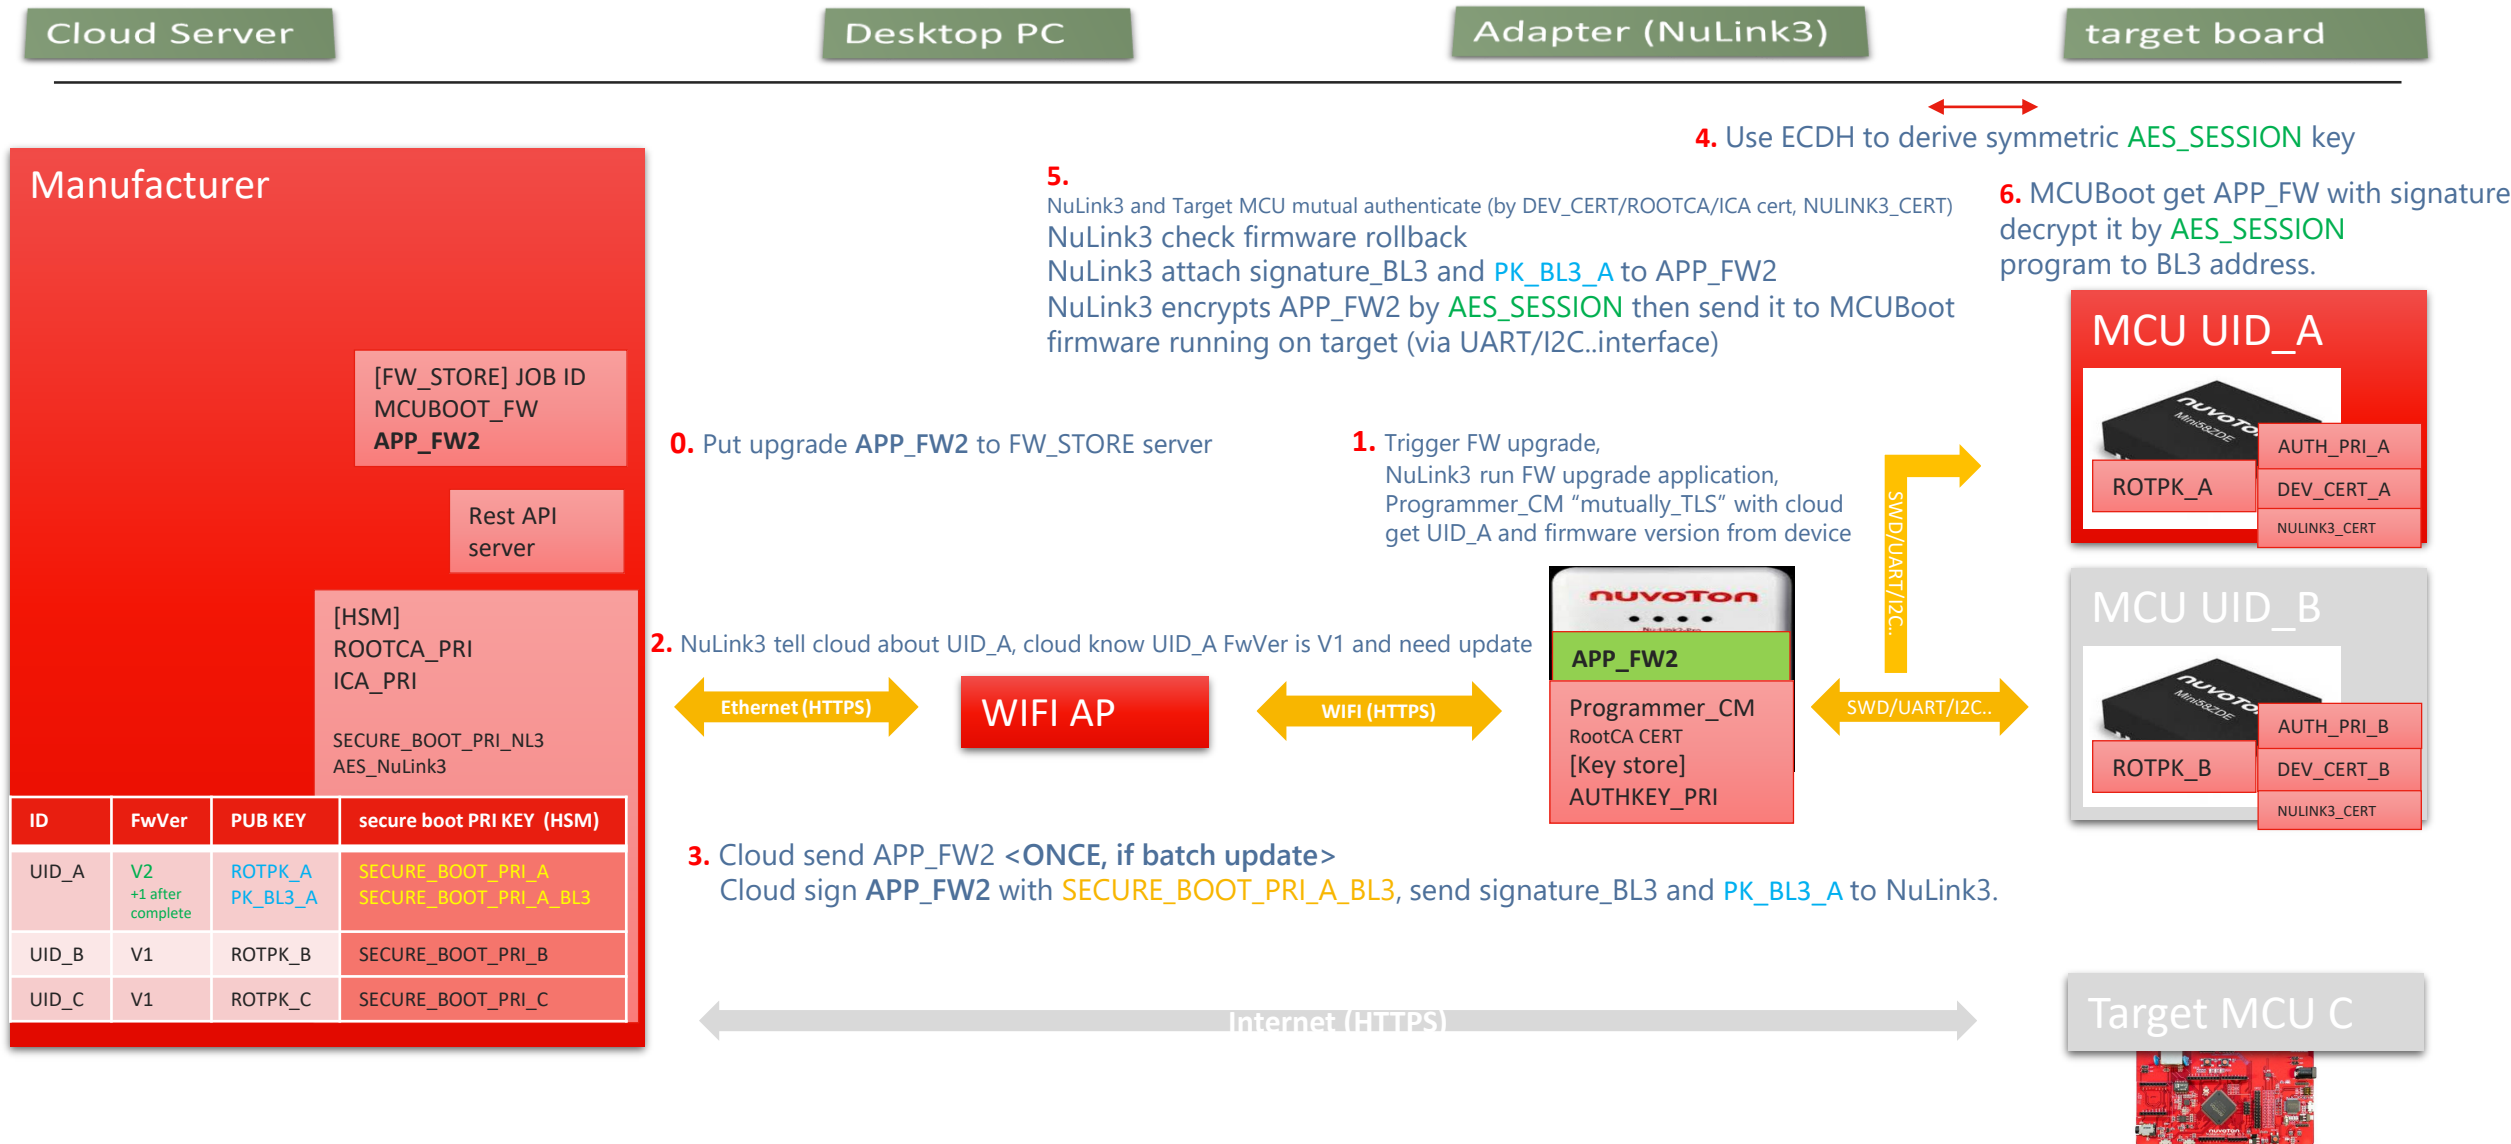 Cloud Server
Desktop PC
Adapter (NuLink3)
target board
4. Use ECDH to derive symmetric AES_SESSION key
Manufacturer
5.
NuLink3 and Target MCU mutual authenticate (by DEV_CERT/ROOTCA/ICA cert, NULINK3_CERT)
NuLink3 check firmware rollback
NuLink3 attach signature_BL3 and PK_BL3_A to APP_FW2
NuLink3 encrypts APP_FW2 by AES_SESSION then send it to MCUBoot
firmware running on target (via UART/I2C..interface)
6. MCUBoot get APP_FW with signature
decrypt it by AES_SESSION
program to BL3 address.
[FW_STORE] JOB ID
MCUBOOT_FW
APP_FW2
Rest API
server
0. Put upgrade APP_FW2 to FW_STORE server
1. Trigger FW upgrade,
NuLink3 run FW upgrade application,
Programmer_CM “mutually_TLS” with cloud
get UID_A and firmware version from device
SWD/UART/I2C..
MCU UID_A
nuvoTon
Mini58ZDE
ROTPK_A
AUTH_PRI_A
DEV_CERT_A
NULINK3_CERT
[HSM]
ROOTCA_PRI
ICA_PRI
SECURE_BOOT_PRI_NL3
AES_NuLink3
2. NuLink3 tell cloud about UID_A, cloud know UID_A FwVer is V1 and need update
Ethernet (HTTPS)
WIFI AP
WIFI (HTTPS)
nuvoTon
Nu-Link2-Pro
APP_FW2
Programmer_CM
RootCA CERT
[Key store]
AUTHKEY_PRI
SWD/UART/I2C..
MCU UID_B
nuvoTon
Mini58ZDE
ROTPK_B
AUTH_PRI_B
DEV_CERT_B
NULINK3_CERT
ID FwVer PUB KEY secure boot PRI KEY (HSM)
UID_A V2 ROTPK_A SECURE_BOOT_PRI_A
+1 after PK_BL3_A SECURE_BOOT_PRI_A_BL3
complete
UID_B V1 ROTPK_B SECURE_BOOT_PRI_B
UID_C V1 ROTPK_C SECURE_BOOT_PRI_C
3. Cloud send APP_FW2 <ONCE, if batch update>
Cloud sign APP_FW2 with SECURE_BOOT_PRI_A_BL3, send signature_BL3 and PK_BL3_A to NuLink3.
Internet (HTTPS)
Target MCU C
nuvoTon